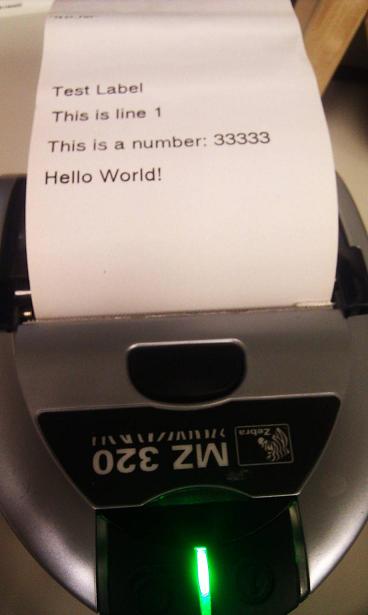 Test Label
This is line 1
This is a number: 33333
Hello World!
Zebra
MZ 320